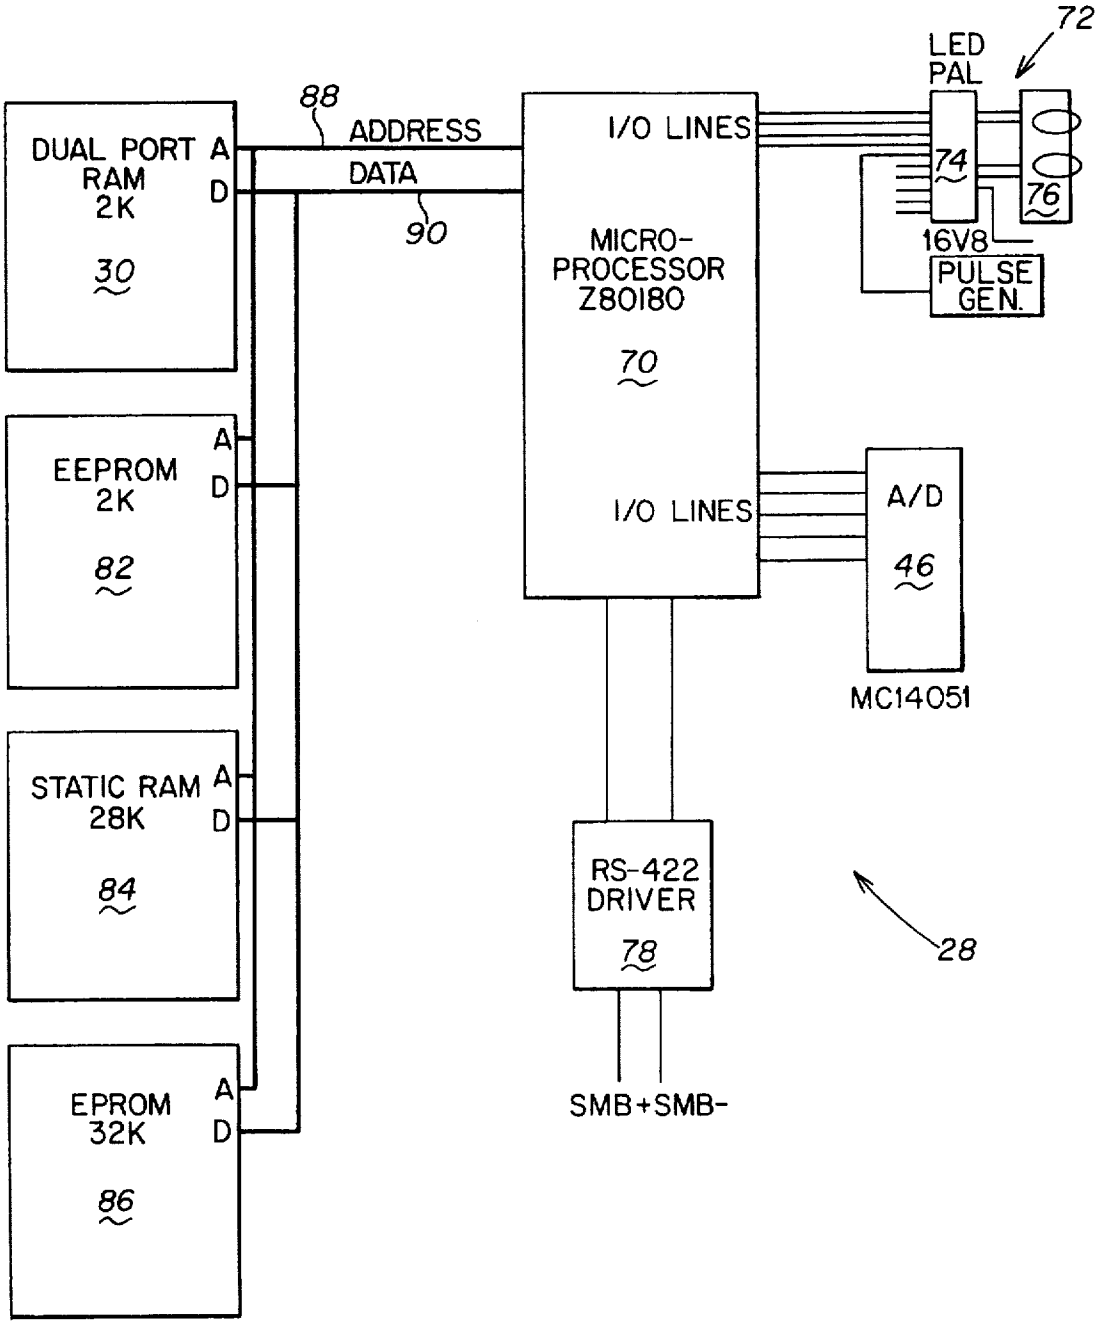 72
LED
PAL
74
76
16V8
PULSE
GEN.
88
ADDRESS
DATA
90
DUAL PORT A
RAM
D
2K
30
I/O LINES
MICRO-
PROCESSOR
Z80180
70
I/O LINES
A/D
46
MC14051
A
EEPROM
2K D
82
A
STATIC RAM
28K D
84
RS-422
DRIVER
78
28
SMB+SMB-
A
EPROM
32K D
86